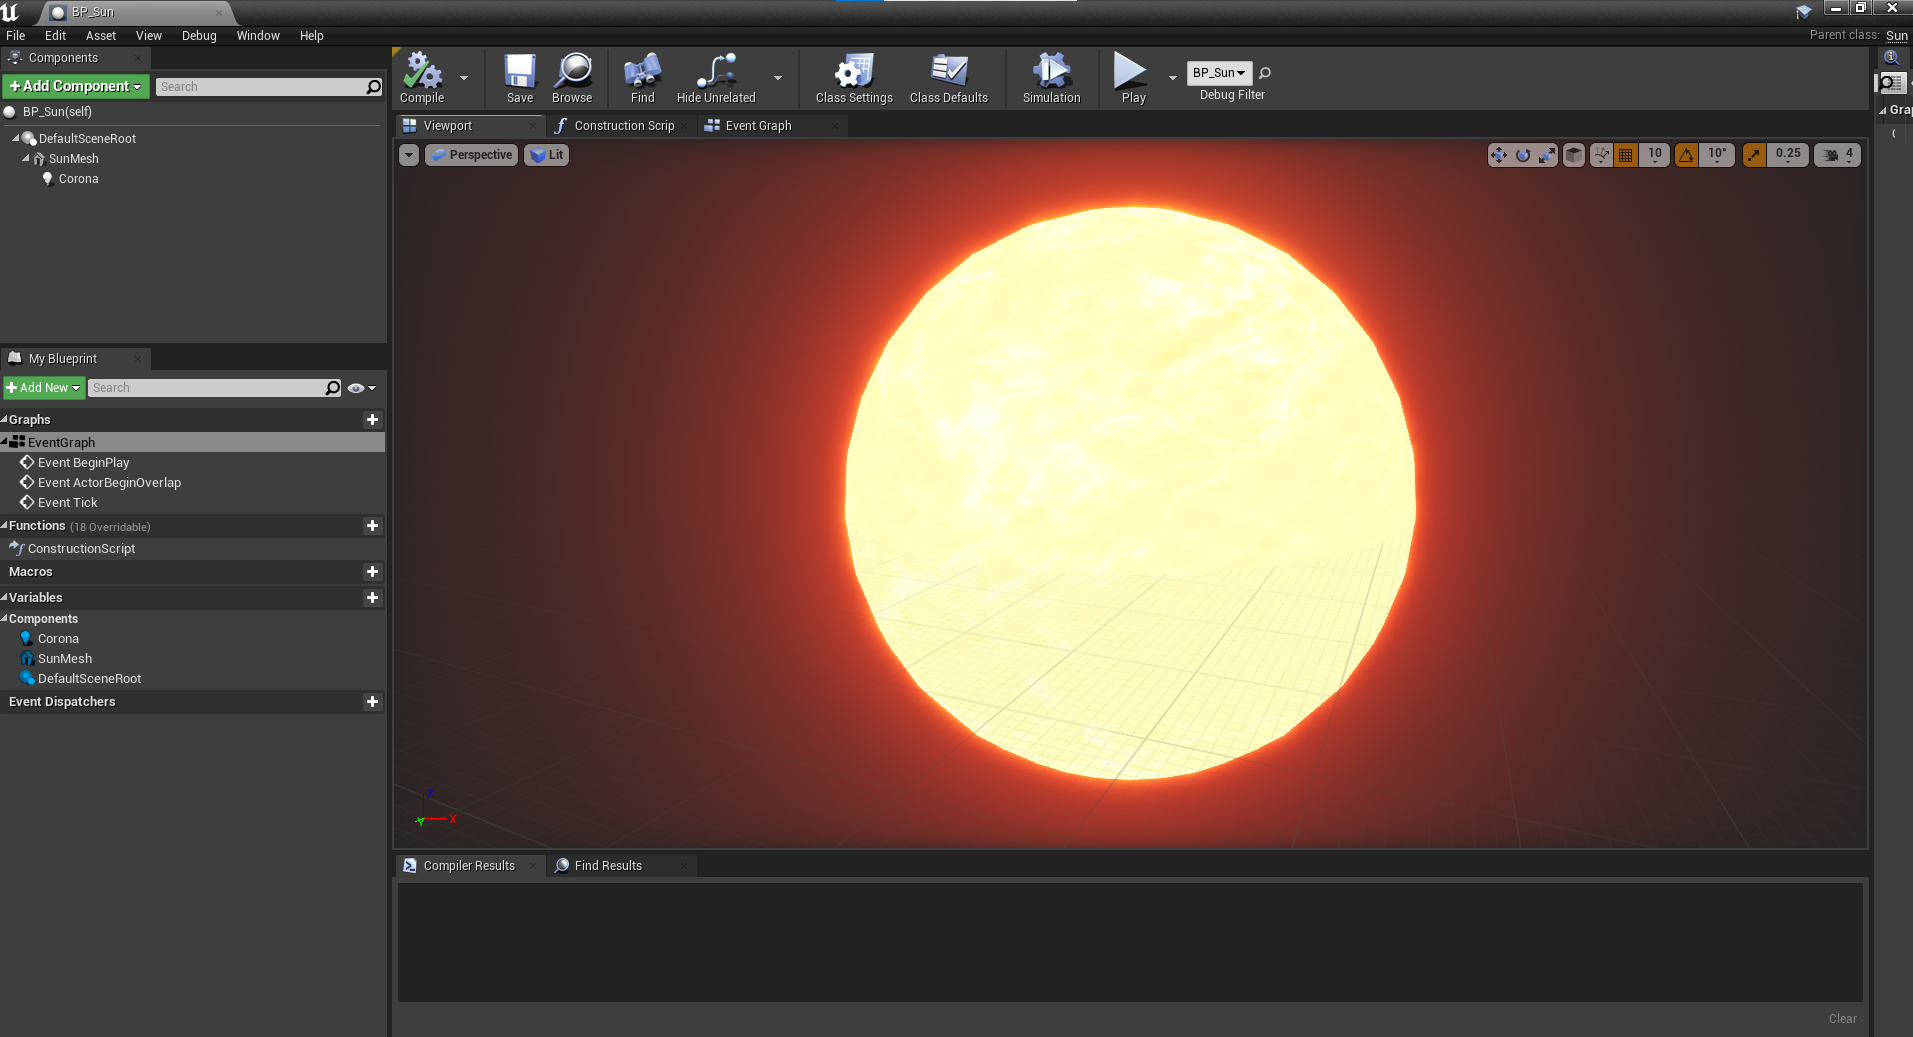 BP_Sun
File Edit Asset View Debug Window Help
Parent class: Sun
Components
+Add Component
Search
BP_Sun(self)
DefaultSceneRoot
SunMesh
Corona
My Blueprint
+Add New
Search
Graphs
EventGraph
Event BeginPlay
Event ActorBeginOverlap
Event Tick
Functions (18 Overridable)
ConstructionScript
Macros
Variables
Components
Corona
SunMesh
DefaultSceneRoot
Event Dispatchers
Compile
Save
Browse
Find
Hide Unrelated
Class Settings
Class Defaults
Simulation
Play
BP_Sun
Debug Filter
Viewport
Construction Scrip
Event Graph
Perspective
Lit
10
10°
0.25
4
Z
X
Y
Compiler Results
Find Results
Clear
Gra